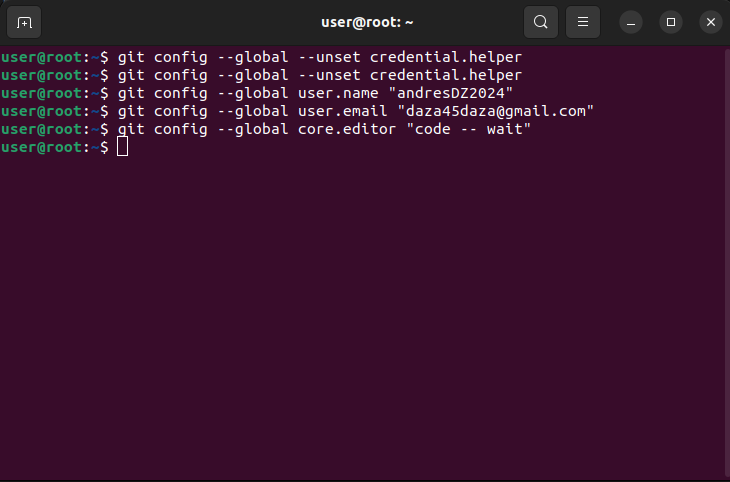 user@root: ~
user@root:~$ git config --global --unset credential.helper
user@root:~$ git config --global --unset credential.helper
user@root:~$ git config --global user.name "andresDZ2024"
user@root:~$ git config --global user.email "daza45daza@gmail.com"
user@root:~$ git config --global core.editor "code -- wait"
user@root:~$